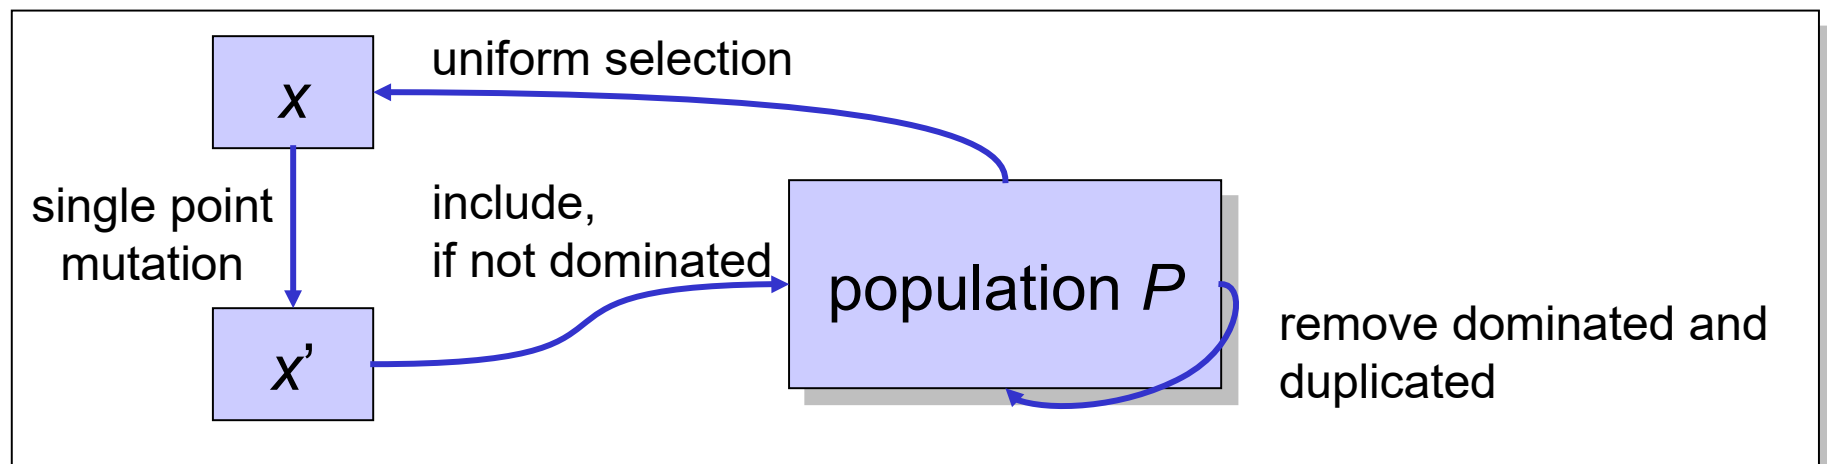 uniform selection
x
single point
mutation
include,
if not dominated
x’
population P
remove dominated and
duplicated